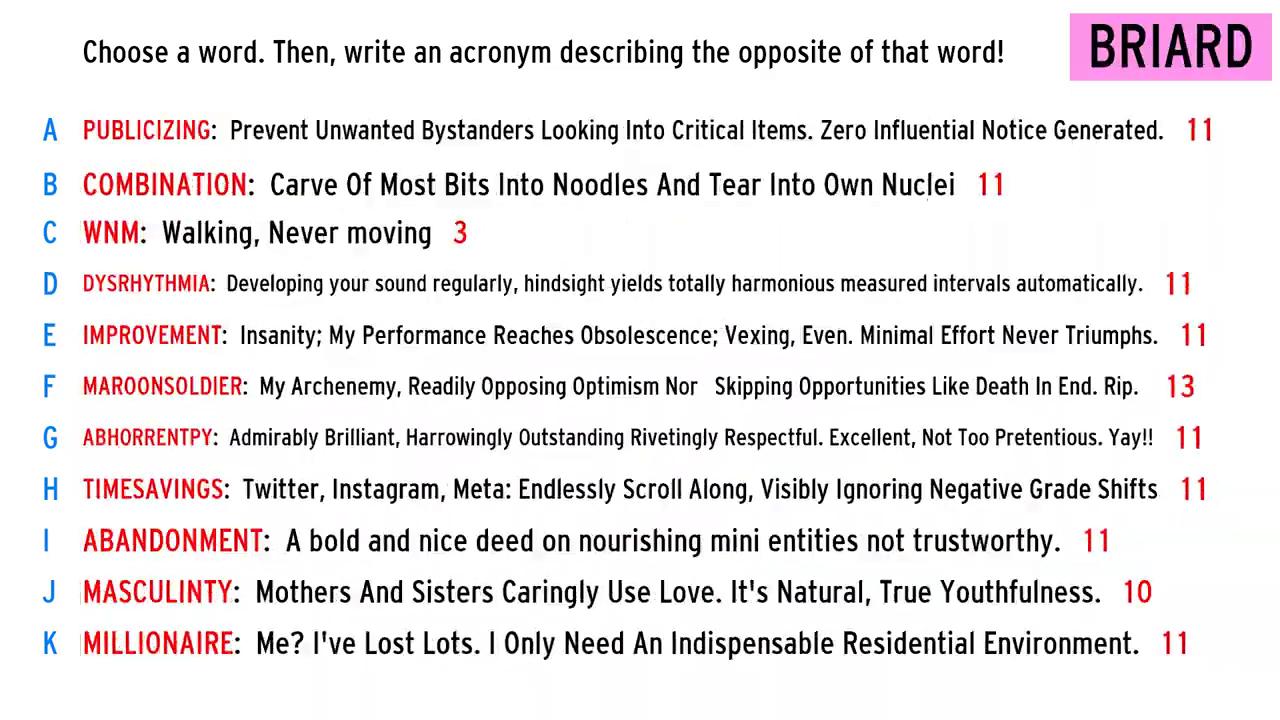 Choose a word. Then, write an acronym describing the opposite of that word!
BRIARD
A PUBLICIZING: Prevent Unwanted Bystanders Looking Into Critical Items. Zero Influential Notice Generated. 11
B COMBINATION: Carve Of Most Bits Into Noodles And Tear Into Own Nuclei 11
C WNM: Walking, Never moving 3
D DYSRHYTHMIA: Developing your sound regularly, hindsight yields totally harmonious measured intervals automatically. 11
E IMPROVEMENT: Insanity; My Performance Reaches Obsolescence; Vexing, Even. Minimal Effort Never Triumphs. 11
F MAROONSOLDIER: My Archenemy, Readily Opposing Optimism Nor Skipping Opportunities Like Death In End. Rip. 13
G ABHORRENTPY: Admirably Brilliant, Harrowingly Outstanding Rivetingly Respectful. Excellent, Not Too Pretentious. Yay!! 11
H TIMESAVINGS: Twitter, Instagram, Meta: Endlessly Scroll Along, Visibly Ignoring Negative Grade Shifts 11
I ABANDONMENT: A bold and nice deed on nourishing mini entities not trustworthy. 11
J MASCULINTY: Mothers And Sisters Caringly Use Love. It's Natural, True Youthfulness. 10
K MILLIONAIRE: Me? I've Lost Lots. I Only Need An Indispensable Residential Environment. 11